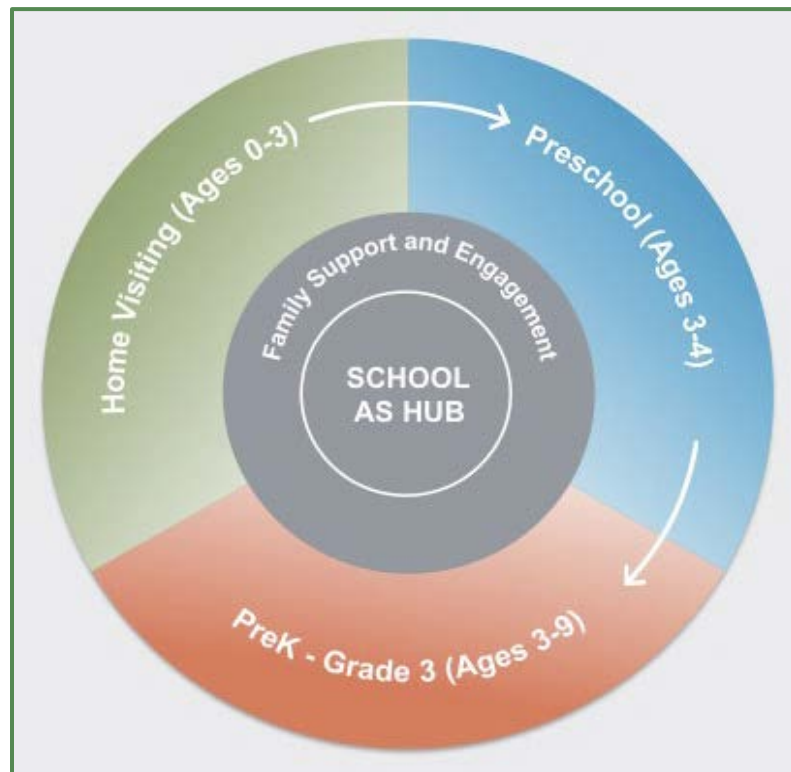 Home Visiting (Ages 0-3)
Preschool (Ages 3-4)
Family Support and Engagement
SCHOOL
AS HUB
PreK - Grade 3 (Ages 3-9)